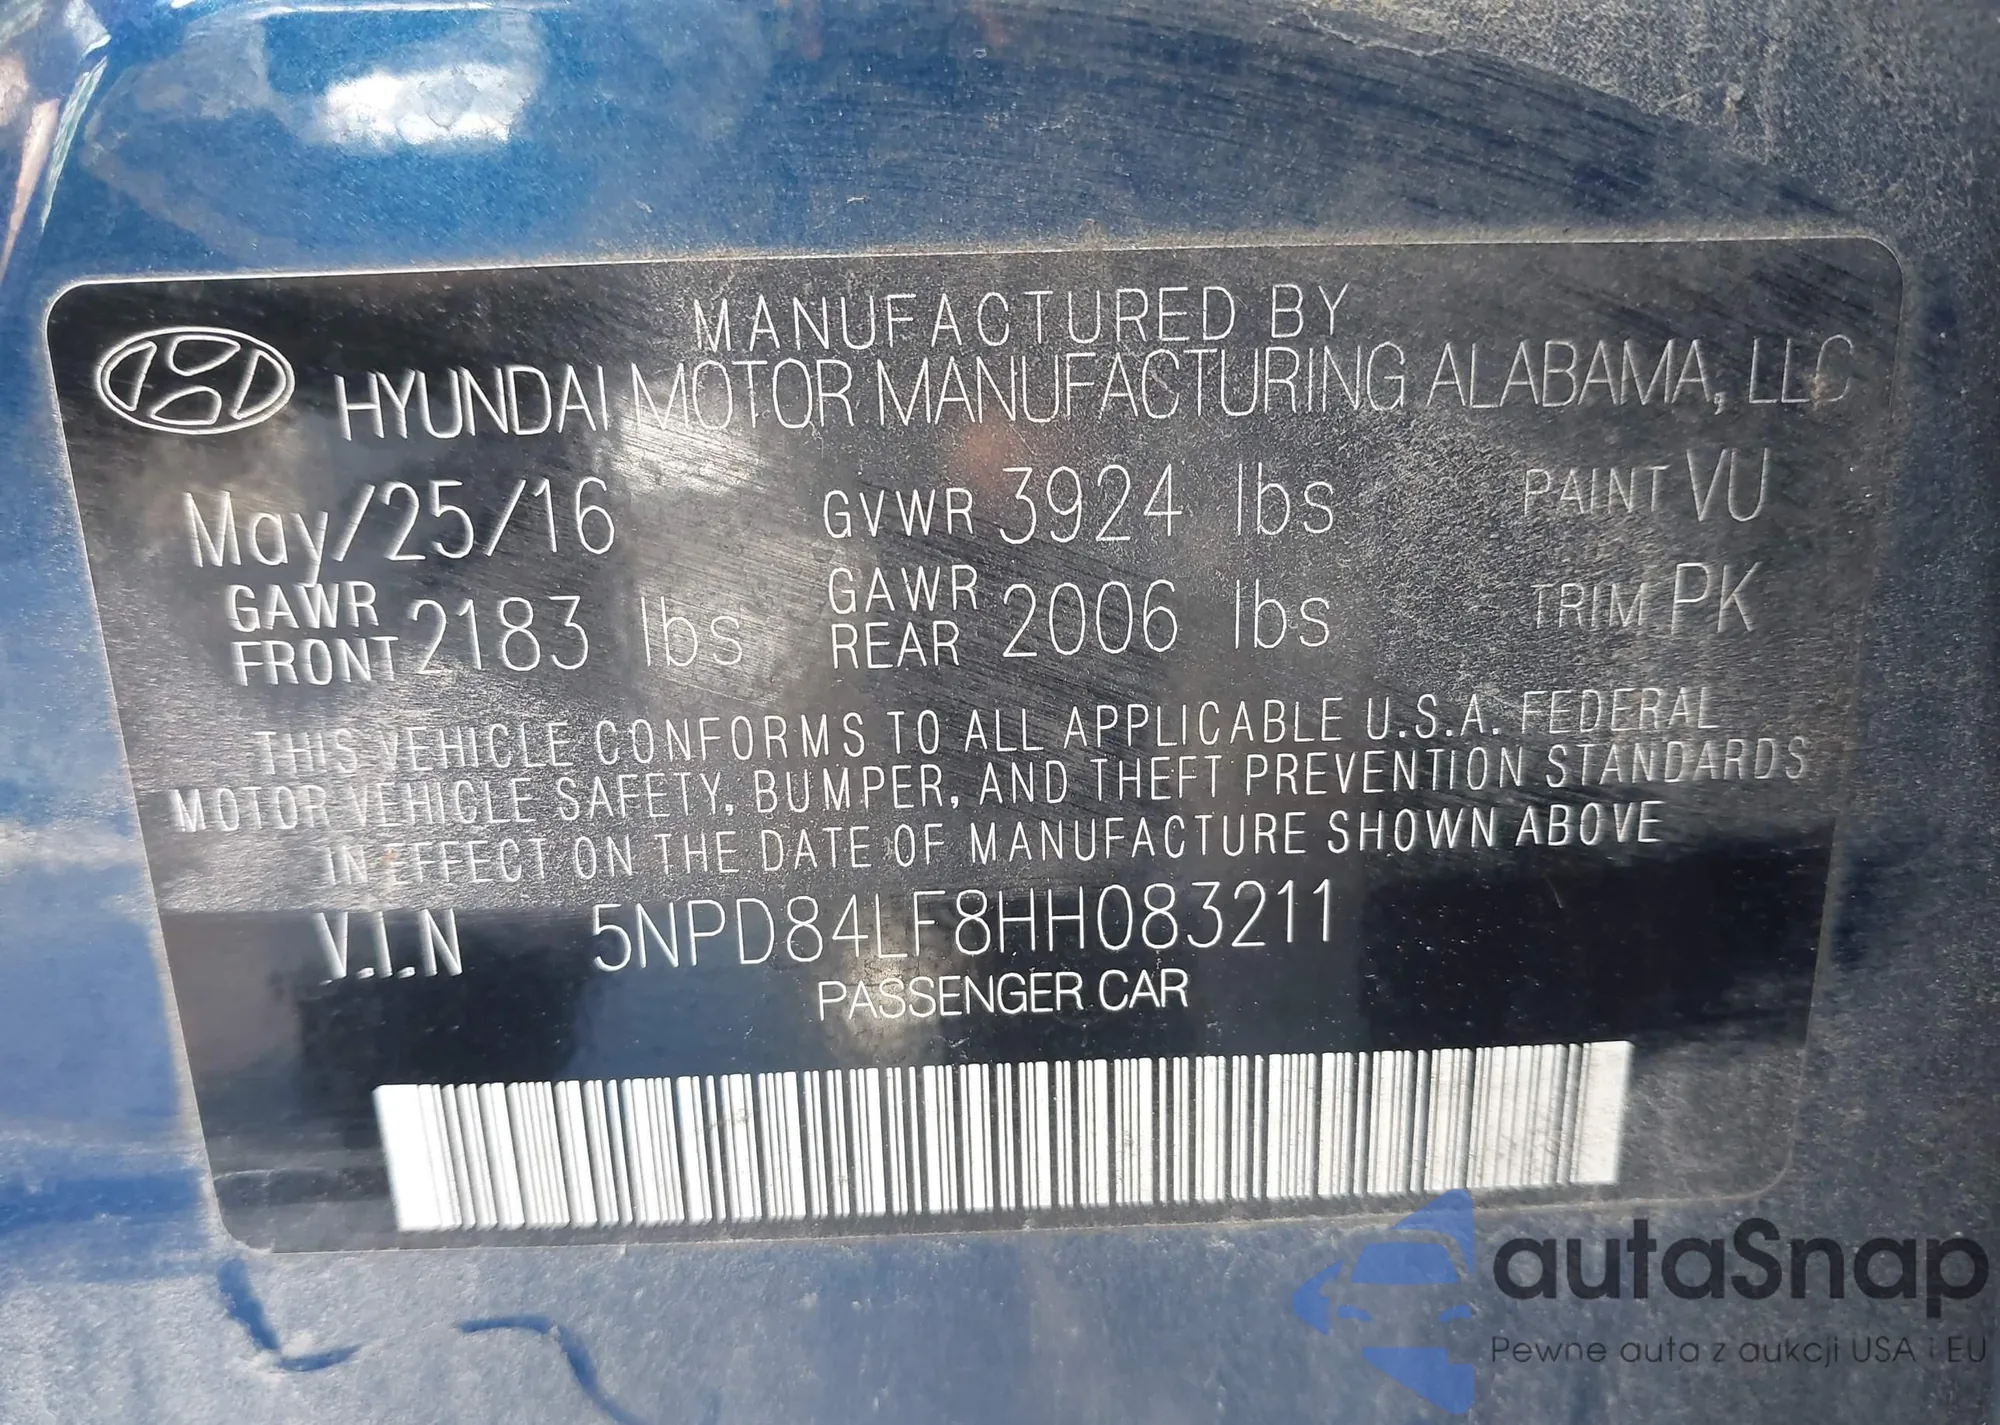 MANUFACTURED BY
HYUNDAI MOTOR MANUFACTURING ALABAMA, LLC
May/25/16 GVWR 3924 lbs PAINT VU
GAWR FRONT 2183 lbs GAWR REAR 2006 lbs TRIM PK
THIS VEHICLE CONFORMS TO ALL APPLICABLE U.S.A. FEDERAL
MOTOR VEHICLE SAFETY, BUMPER, AND THEFT PREVENTION STANDARDS
IN EFFECT ON THE DATE OF MANUFACTURE SHOWN ABOVE
V.I.N 5NPD84LF8HH083211
PASSENGER CAR
autaSnap
Pewne auta z aukcji USA i EU